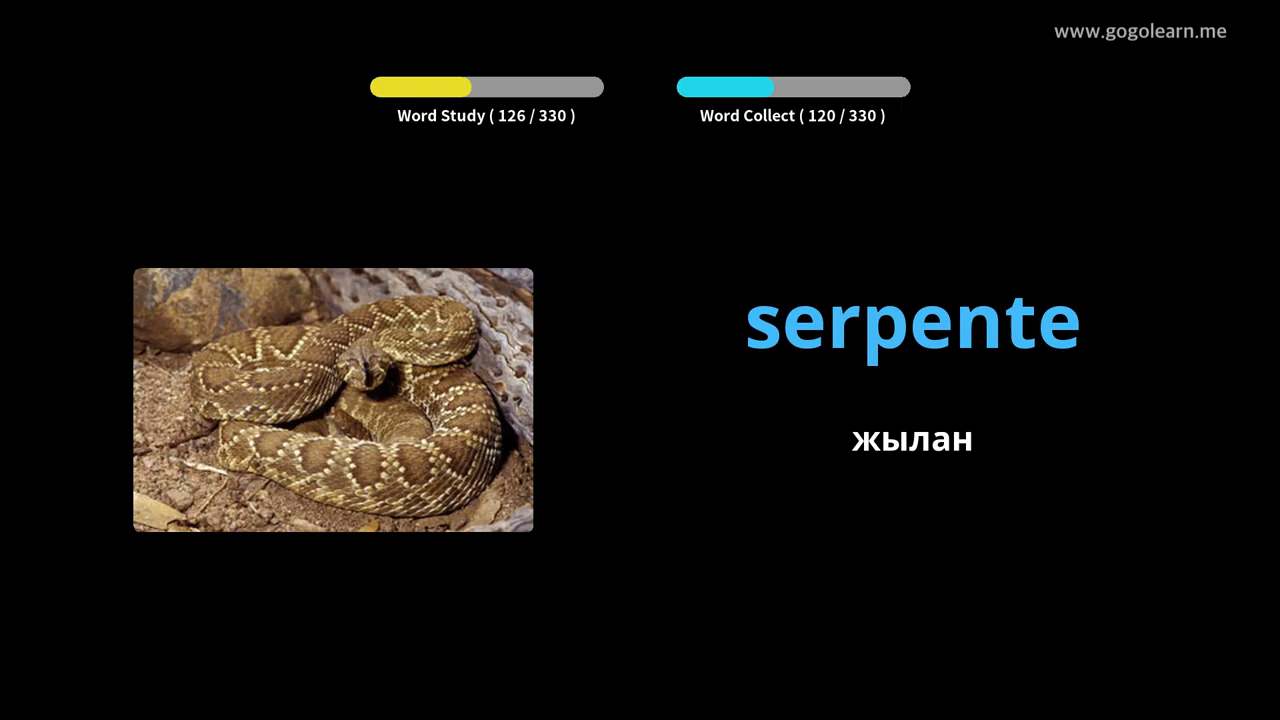 www.gogolearn.me
Word Study ( 126 / 330 )
Word Collect ( 120 / 330 )
serpente
жылан